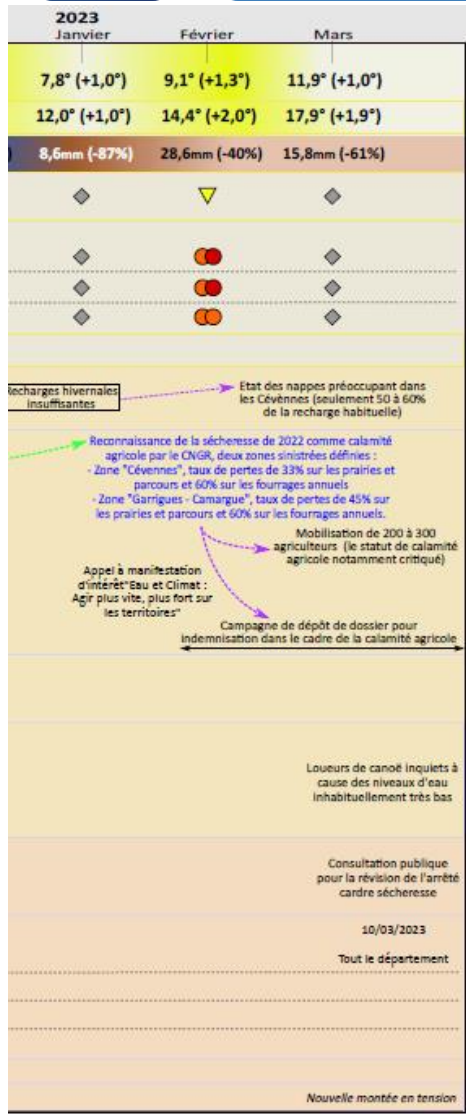 2023
Janvier Février Mars
7,8° (+1,0°) 9,1° (+1,3°) 11,9° (+1,0°)
12,0° (+1,0°) 14,4° (+2,0°) 17,9° (+1,9°)
8,6mm (-87%) 28,6mm (-40%) 15,8mm (-61%)
Recharges hivernales
insuffisantes
Etat des nappes préoccupant dans
les Cévènnes (seulement 50 à 60%
de la recharge habituelle)
Reconnaissance de la sécheresse de 2022 comme calamité
agricole par le CNGR, deux zones sinistrées définies :
- Zone "Cévennes", taux de pertes de 33% sur les prairies et
parcours et 60% sur les fourrages annuels
- Zone "Garrigues - Camargue", taux de pertes de 45% sur
les prairies et parcours et 60% sur les fourrages annuels.
Mobilisation de 200 à 300
agriculteurs (le statut de calamité
agricole notamment critiqué)
Appel à manifestation
d'intérêt"Eau et Climat :
Agir plus vite, plus fort sur
les territoires"
Campagne de dépôt de dossier pour
indemnisation dans le cadre de la calamité agricole
Loueurs de canoë inquiets à
cause des niveaux d'eau
inhabituellement très bas
Consultation publique
pour la révision de l'arrêté
cardre sécheresse
10/03/2023
Tout le département
Nouvelle montée en tension